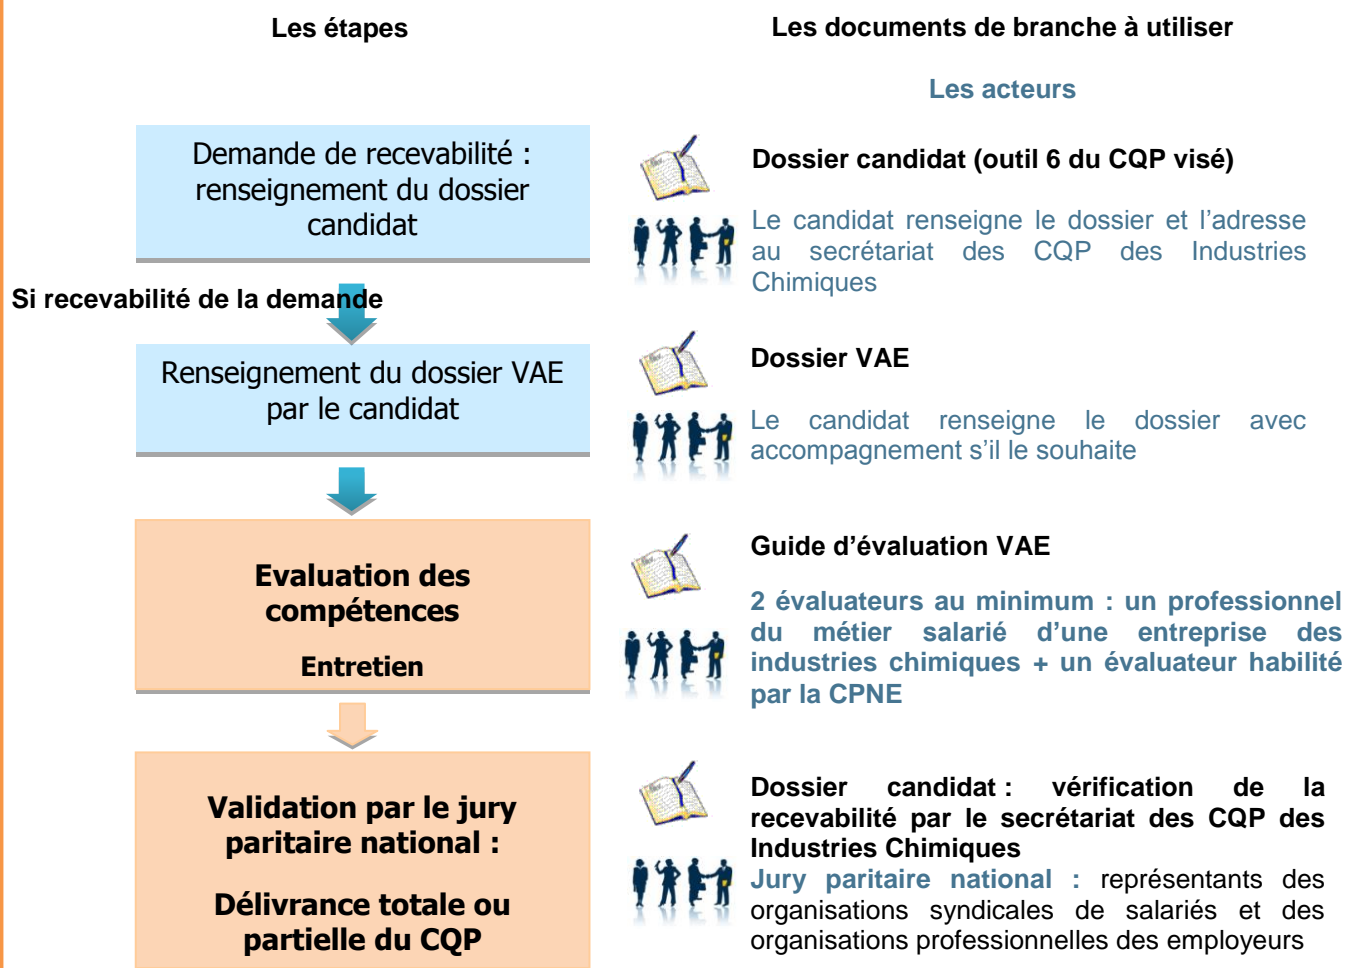 Les étapes
Les documents de branche à utiliser
Les acteurs
Demande de recevabilité :
renseignement du dossier
candidat
Dossier candidat (outil 6 du CQP visé)
Le candidat renseigne le dossier et l’adresse
au secrétariat des CQP des Industries
Chimiques
Si recevabilité de la demande
Renseignement du dossier VAE
par le candidat
Dossier VAE
Le candidat renseigne le dossier avec
accompagnement s’il le souhaite
Evaluation des
compétences
Entretien
Guide d’évaluation VAE
2 évaluateurs au minimum : un professionnel
du métier salarié d’une entreprise des
industries chimiques + un évaluateur habilité
par la CPNE
Validation par le jury
paritaire national :
Délivrance totale ou
partielle du CQP
Dossier candidat : vérification de la
recevabilité par le secrétariat des CQP des
Industries Chimiques
Jury paritaire national : représentants des
organisations syndicales de salariés et des
organisations professionnelles des employeurs